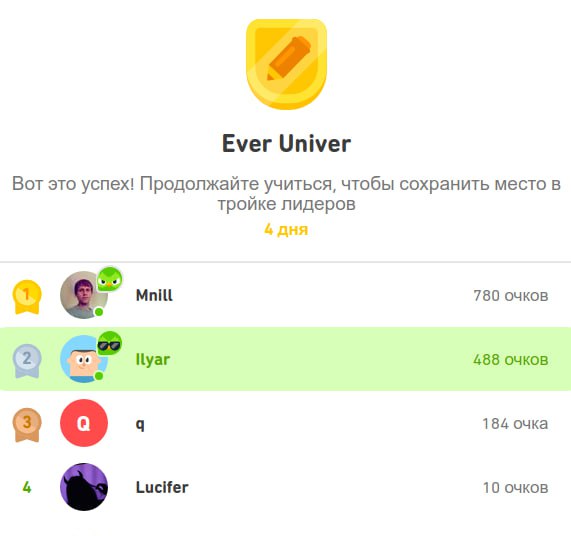 Ever Univer
Вот это успех! Продолжайте учиться, чтобы сохранить место в
тройке лидеров
4 дня
1 Mnill 780 очков
2 Ilyar 488 очков
3 Q q 184 очка
4 Lucifer 10 очков